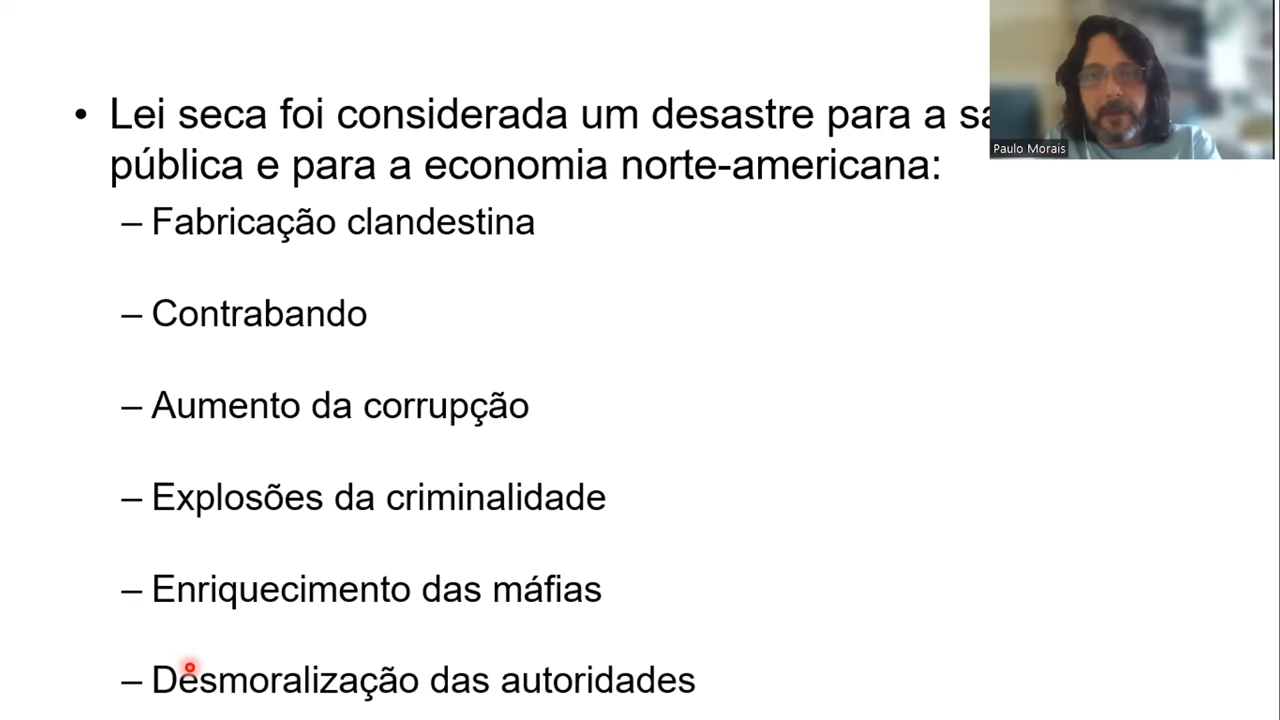 • Lei seca foi considerada um desastre para a
pública e para a economia norte-americana:
– Fabricação clandestina
– Contrabando
– Aumento da corrupção
– Explosões da criminalidade
– Enriquecimento das máfias
– Desmoralização das autoridades
Paulo Morais